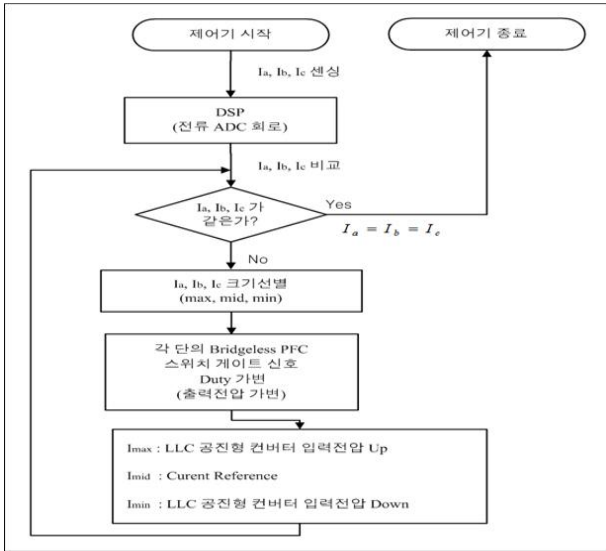 제어기 시작
제어기 종료
Ia, Ib, Ic 센싱
DSP
(전류 ADC 회로)
Ia, Ib, Ic 비교
Ia, Ib, Ic 가
같은가?
Yes
Ia = Ib = Ic
No
Ia, Ib, Ic 크기선별
(max, mid, min)
각 단의 Bridgeless PFC
스위치 게이트 신호
Duty 가변
(출력전압 가변)
Imax : LLC 공진형 컨버터 입력전압 Up
Imid : Curent Reference
Imin : LLC 공진형 컨버터 입력전압 Down